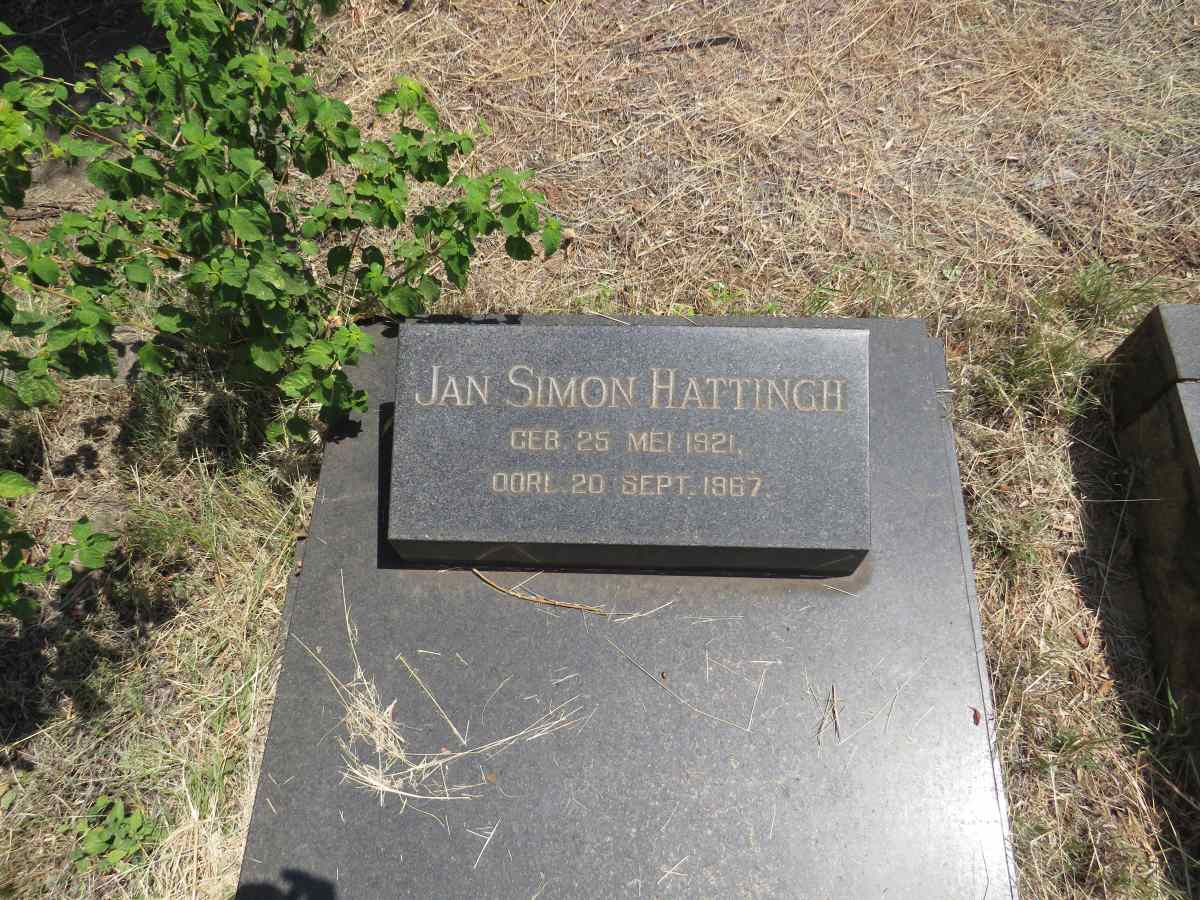 JAN SIMON HATTINGH
GEB. 25 MEI 1921,
OORL. 20 SEPT. 1967.